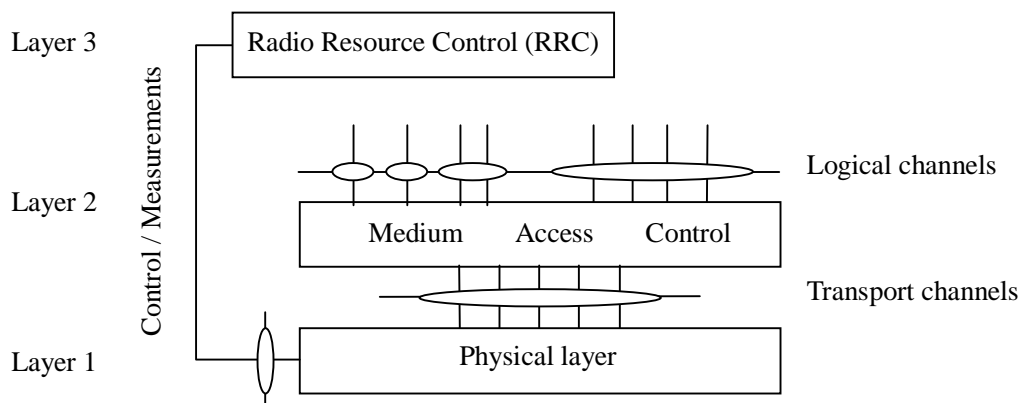 Layer 3
Radio Resource Control (RRC)
Control / Measurements
Logical channels
Layer 2
Medium Access Control
Transport channels
Layer 1
Physical layer